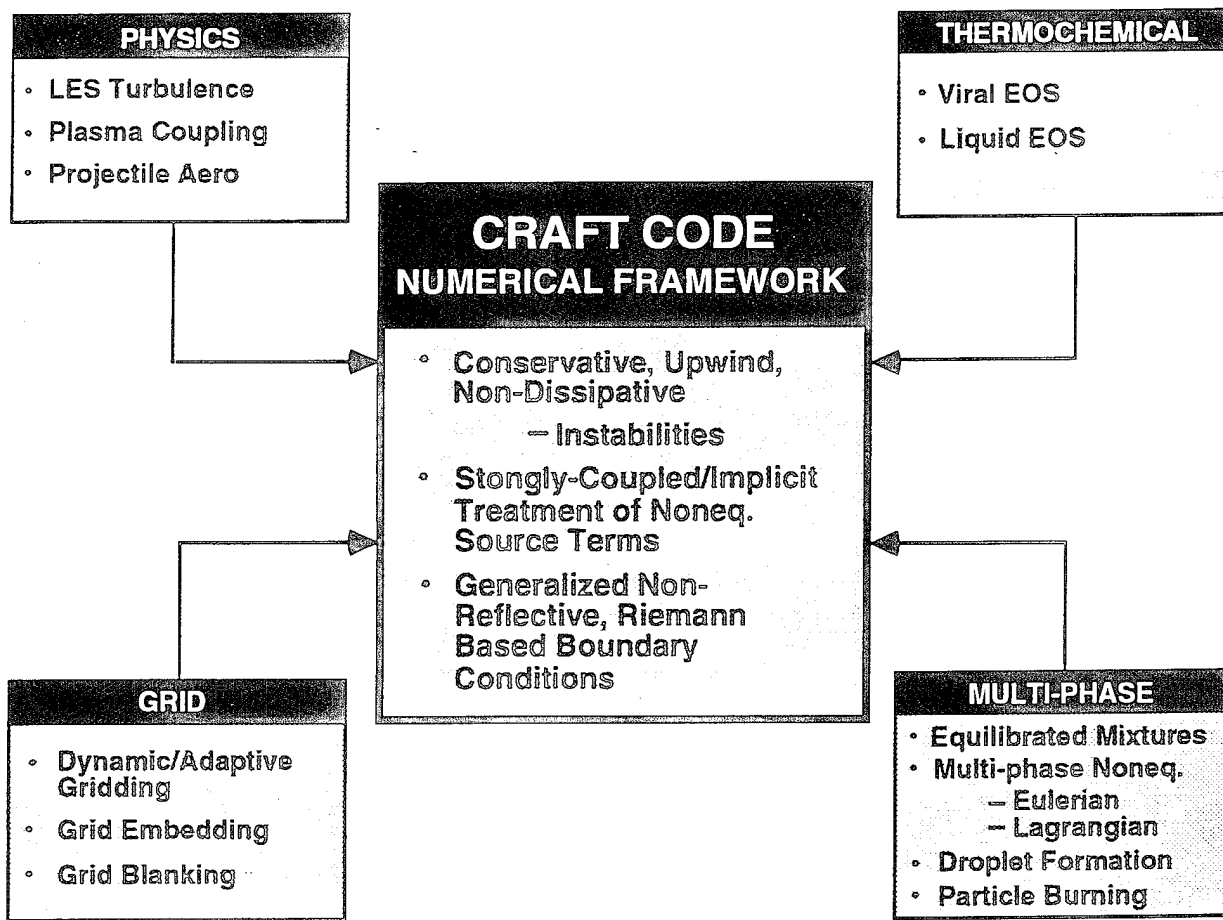 PHYSICS
• LES Turbulence
• Plasma Coupling
• Projectile Aero
THERMOCHEMICAL
• Viral EOS
• Liquid EOS
CRAFT CODE
NUMERICAL FRAMEWORK
• Conservative, Upwind,
Non-Dissipative
– Instabilities
• Stongly-Coupled/Implicit
Treatment of Noneq.
Source Terms
• Generalized Non-
Reflective, Riemann
Based Boundary
Conditions
GRID
• Dynamic/Adaptive
Gridding
• Grid Embedding
• Grid Blanking
MULTI-PHASE
• Equilibrated Mixtures
• Multi-phase Noneq.
– Eulerian
– Lagrangian
• Droplet Formation
• Particle Burning